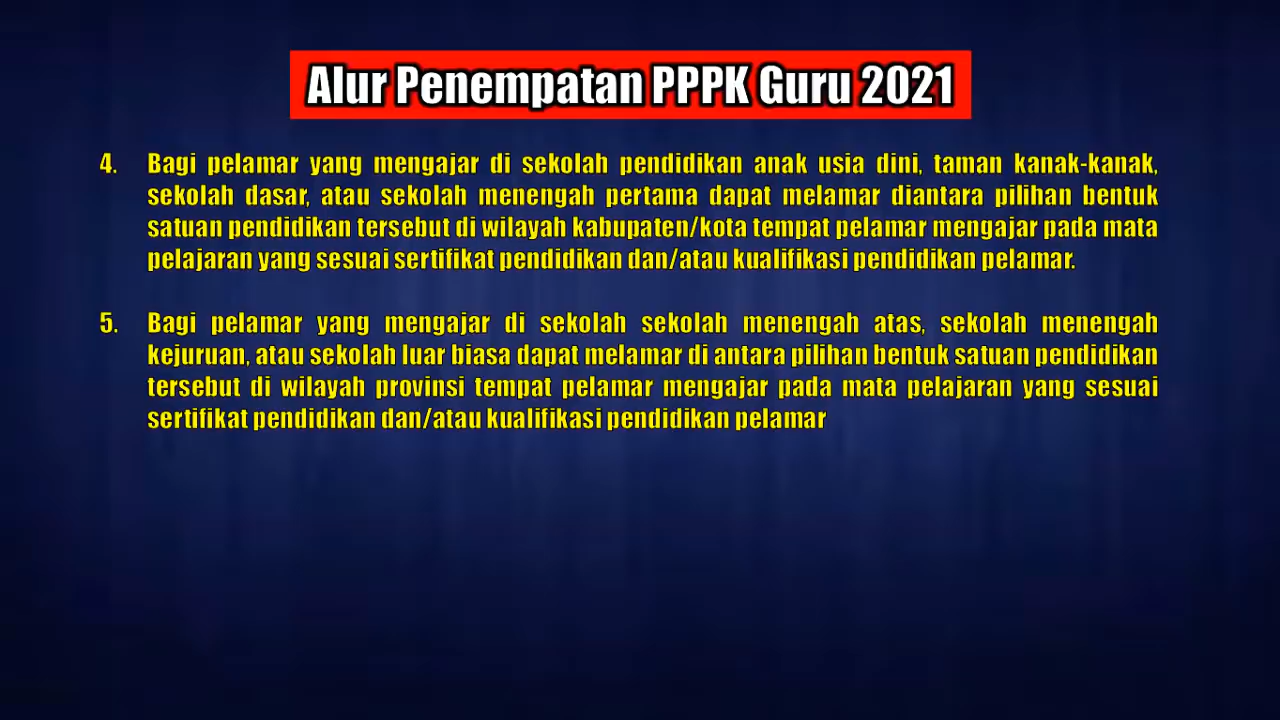 Alur Penempatan PPPK Guru 2021
4. Bagi pelamar yang mengajar di sekolah pendidikan anak usia dini, taman kanak-kanak,
sekolah dasar, atau sekolah menengah pertama dapat melamar diantara pilihan bentuk
satuan pendidikan tersebut di wilayah kabupaten/kota tempat pelamar mengajar pada mata
pelajaran yang sesuai sertifikat pendidikan dan/atau kualifikasi pendidikan pelamar.
5. Bagi pelamar yang mengajar di sekolah sekolah menengah atas, sekolah menengah
kejuruan, atau sekolah luar biasa dapat melamar di antara pilihan bentuk satuan pendidikan
tersebut di wilayah provinsi tempat pelamar mengajar pada mata pelajaran yang sesuai
sertifikat pendidikan dan/atau kualifikasi pendidikan pelamar